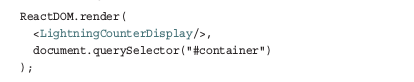 ReactDOM.render(
  <LightningCounterDisplay/>,
  document.querySelector("#container")
);